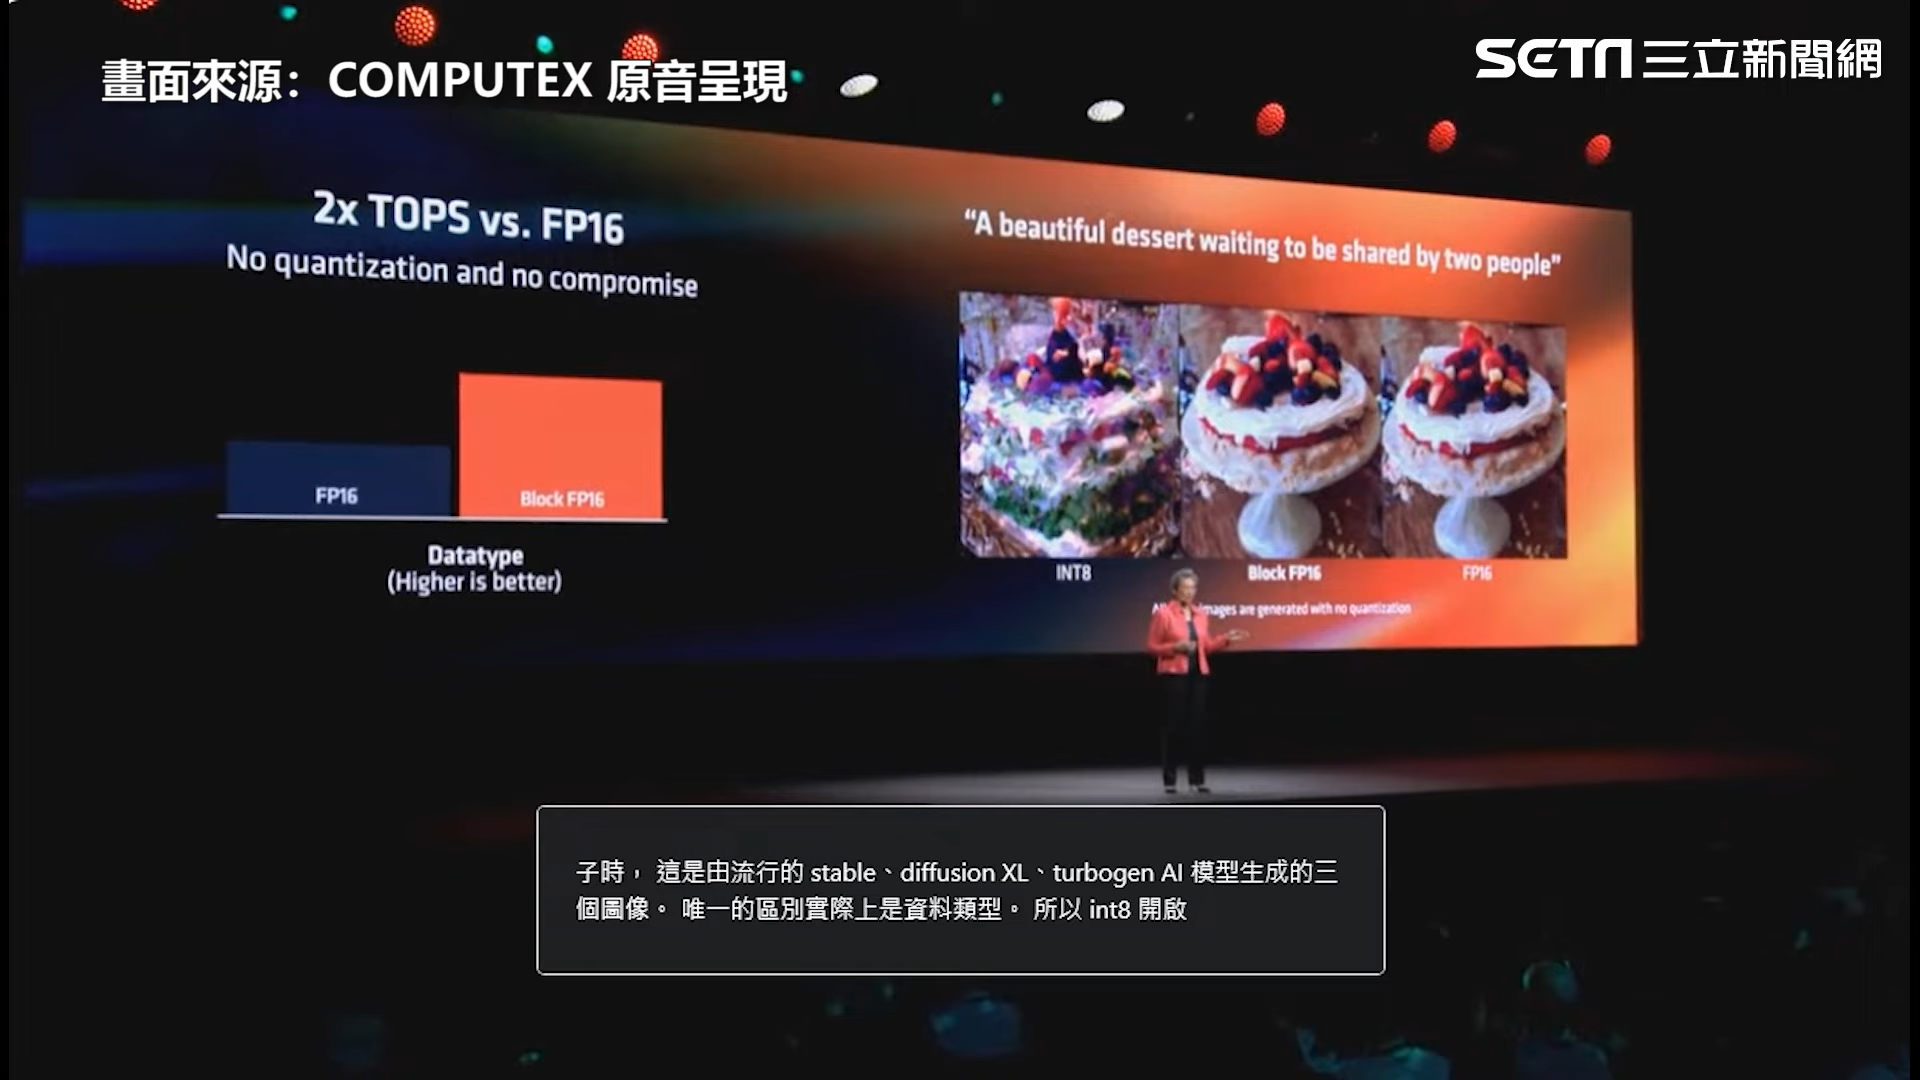 畫面來源：COMPUTEX 原音呈現
SETN三立新聞網
2x TOPS vs. FP16
No quantization and no compromise
FP16
Block FP16
Datatype
(Higher is better)
“A beautiful dessert waiting to be shared by two people”
INT8
Block FP16
FP16
images are generated with no quantization
子時， 這是由流行的 stable、diffusion XL、turbogen AI 模型生成的三
個圖像。 唯一的區別實際上是資料類型。 所以 int8 開啟